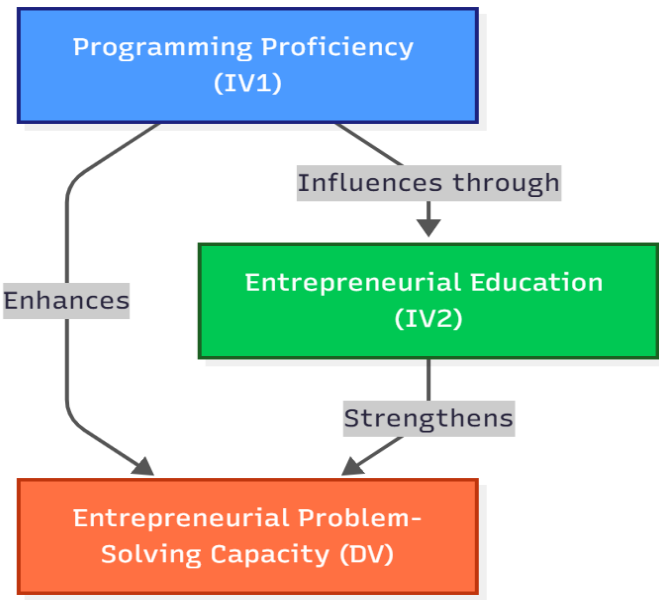 Programming Proficiency
(IV1)
Influences through
Entrepreneurial Education
(IV2)
Enhances
Strengthens
Entrepreneurial Problem-
Solving Capacity (DV)